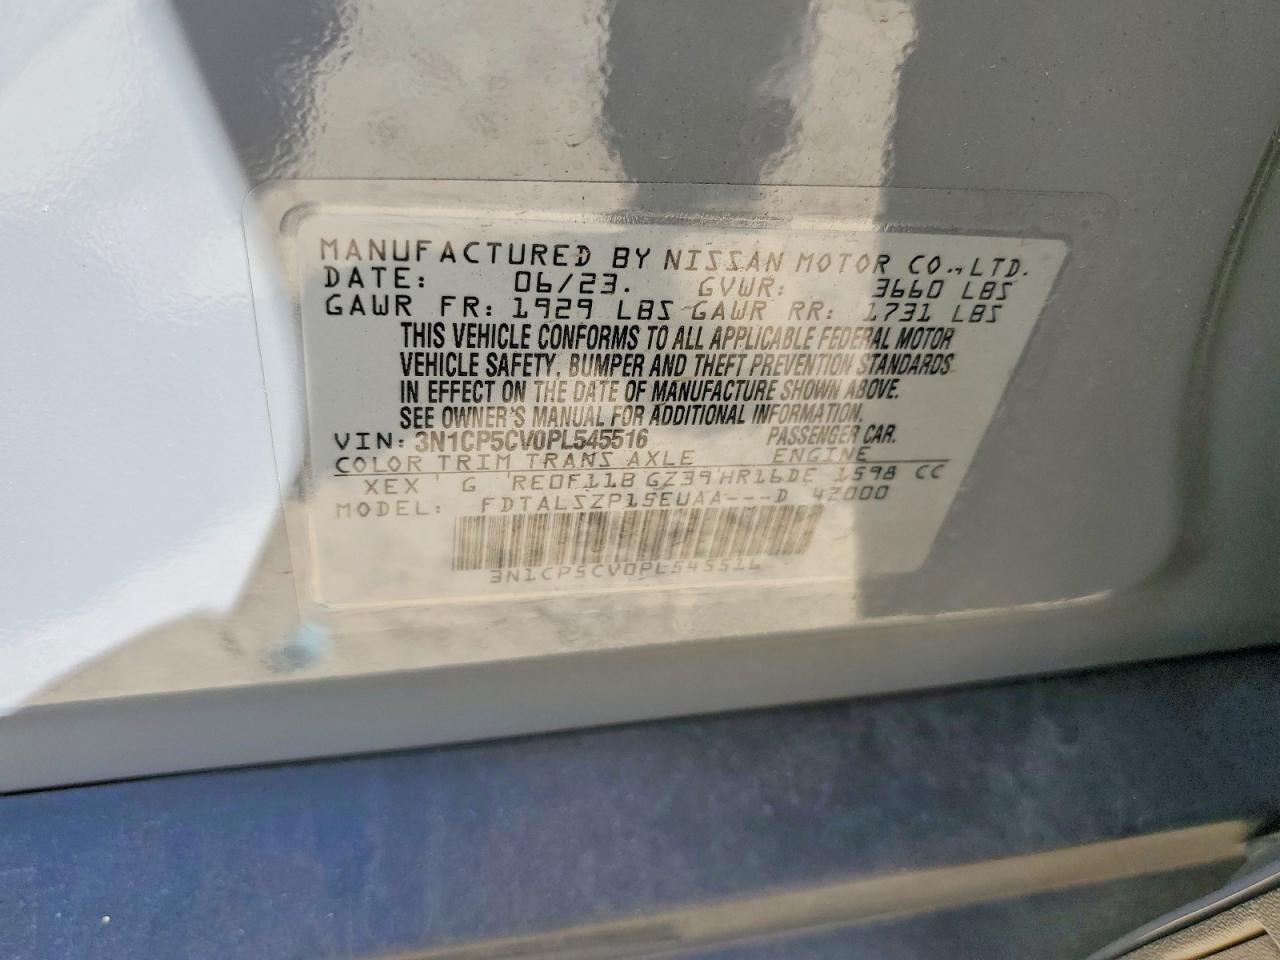 MANUFACTURED BY NISSAN MOTOR CO.,LTD.
DATE: 06/23. GVWR: 3660 LBS
GAWR FR: 1929 LBS GAWR RR: 1731 LBS
THIS VEHICLE CONFORMS TO ALL APPLICABLE FEDERAL MOTOR
VEHICLE SAFETY, BUMPER AND THEFT PREVENTION STANDARDS
IN EFFECT ON THE DATE OF MANUFACTURE SHOWN ABOVE.
SEE OWNER'S MANUAL FOR ADDITIONAL INFORMATION.
VIN: 3N1CP5CV0PL545516 PASSENGER CAR.
COLOR TRIM TRANS AXLE ENGINE
XEX G RE0F11B GZ39 HR16DE 1598 CC
MODEL: FDTALSZP15EUAA---D 4Z000
3N1CP5CV0PL545516